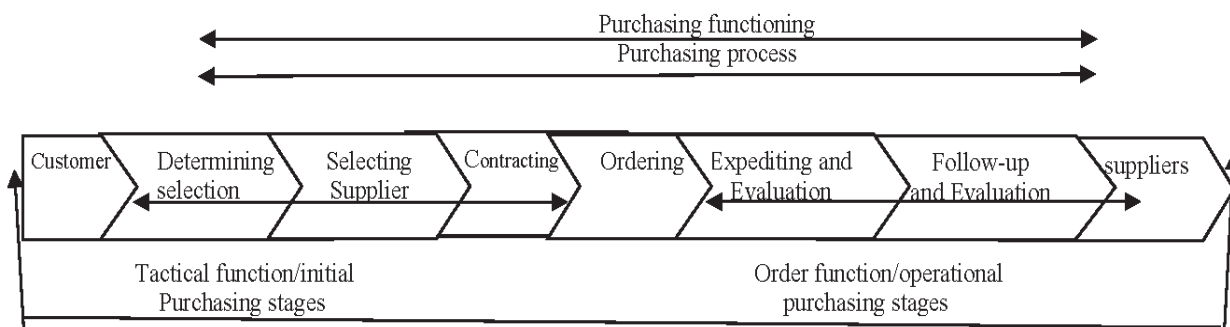 Purchasing functioning
Purchasing process
Customer
Determining
selection
Selecting
Supplier
Contracting
Ordering
Expediting and
Evaluation
Follow-up
and Evaluation
suppliers
Tactical function/initial
Purchasing stages
Order function/operational
purchasing stages